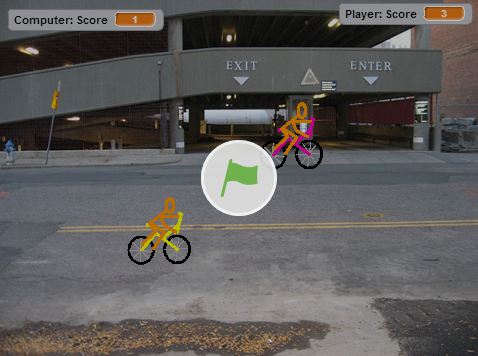 Computer: Score 1
Player: Score 3
EXIT
ENTER